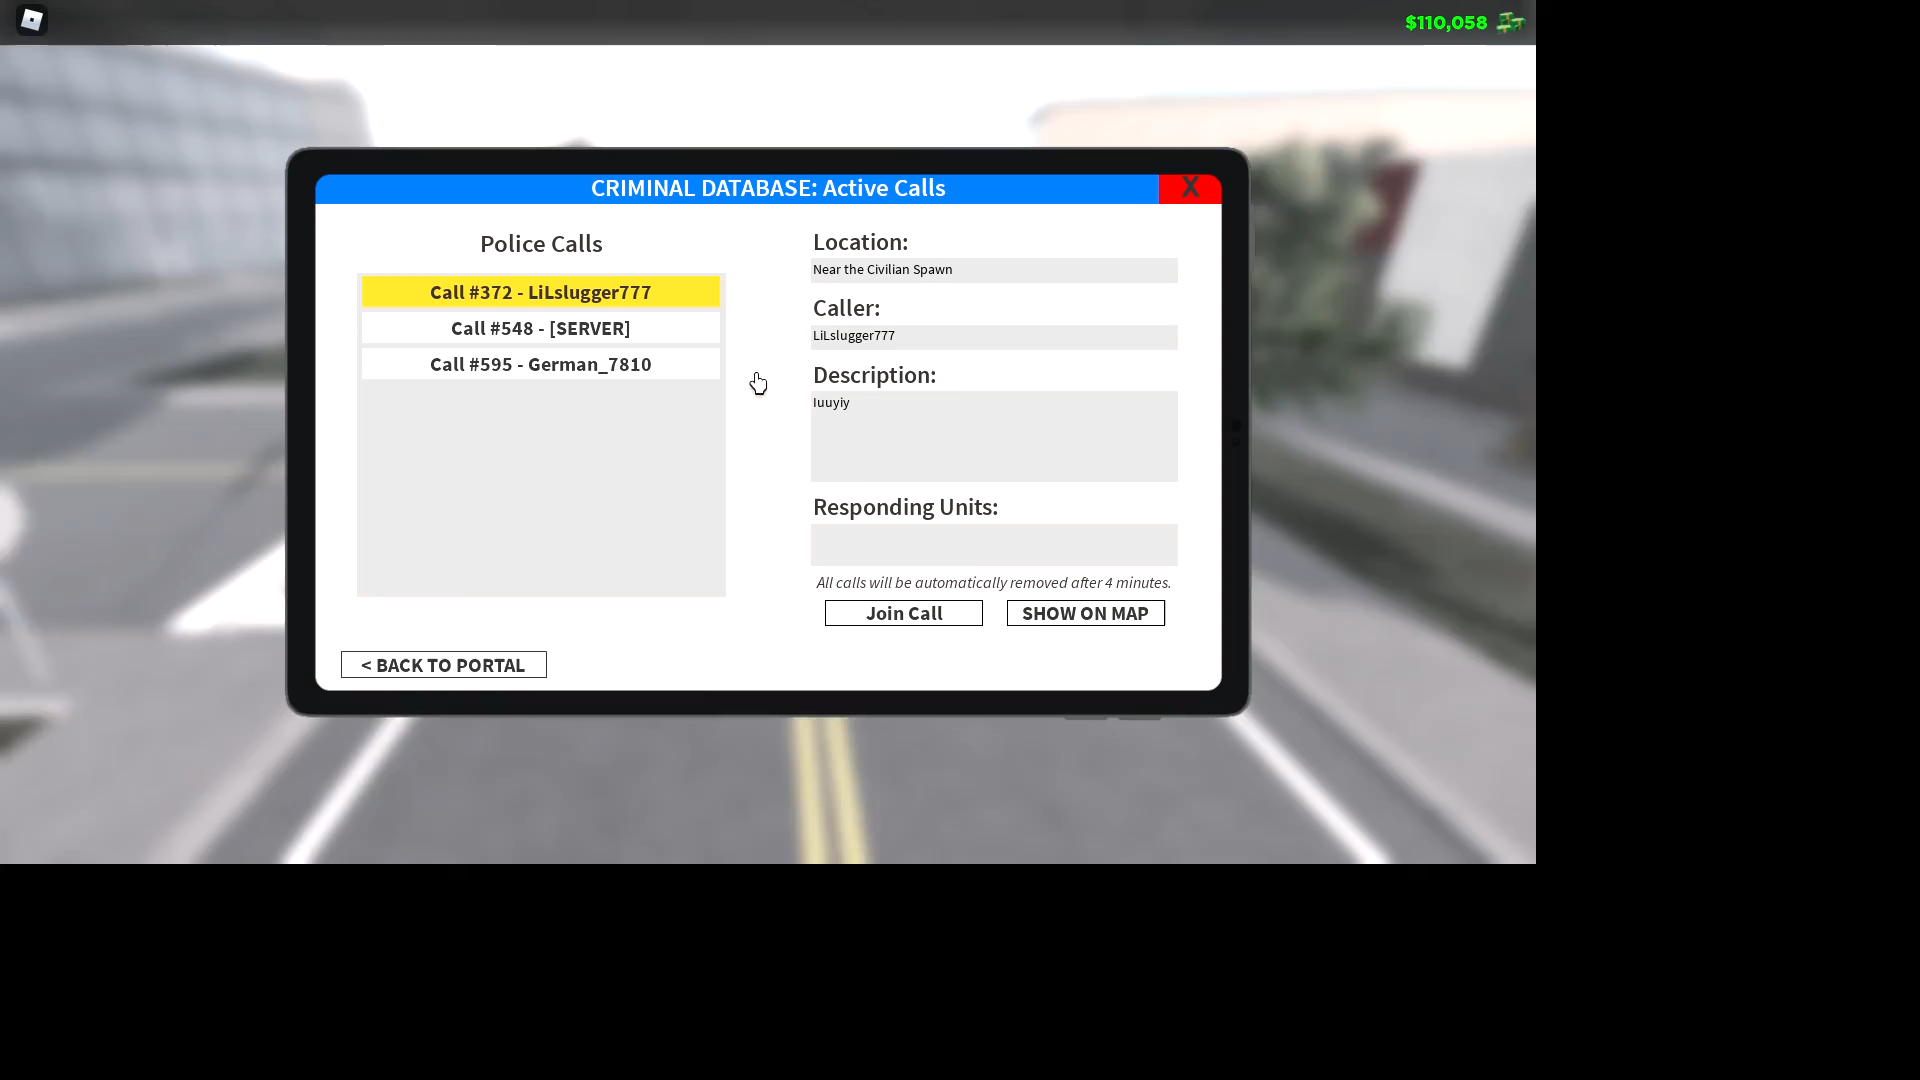 $110,058
CRIMINAL DATABASE: Active Calls
X
Police Calls
Call #372 - LiLslugger777
Call #548 - [SERVER]
Call #595 - German_7810
Location:
Near the Civilian Spawn
Caller:
LiLslugger777
Description:
Iuuyiy
Responding Units:
All calls will be automatically removed after 4 minutes.
Join Call
SHOW ON MAP
< BACK TO PORTAL